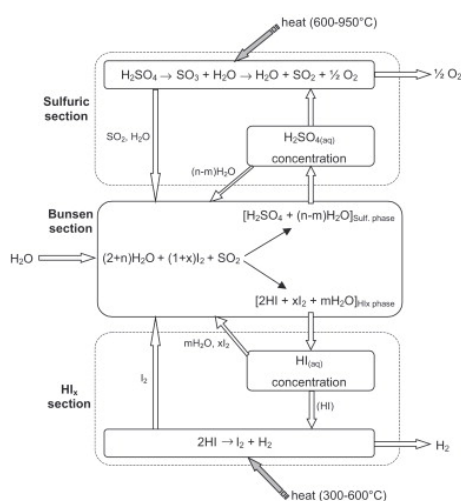 heat (600-950°C)
H₂SO₄ → SO₃ + H₂O → H₂O + SO₂ + ½ O₂
½ O₂
Sulfuric
section
SO₂, H₂O
H₂SO₄(aq)
concentration
(n-m)H₂O
Bunsen
section
[H₂SO₄ + (n-m)H₂O]Sulf. phase
H₂O
(2+n)H₂O + (1+x)I₂ + SO₂
[2HI + xI₂ + mH₂O]HIx phase
mH₂O, xI₂
HI(aq)
concentration
I₂
HIₓ
section
(HI)
2HI → I₂ + H₂
H₂
heat (300-600°C)